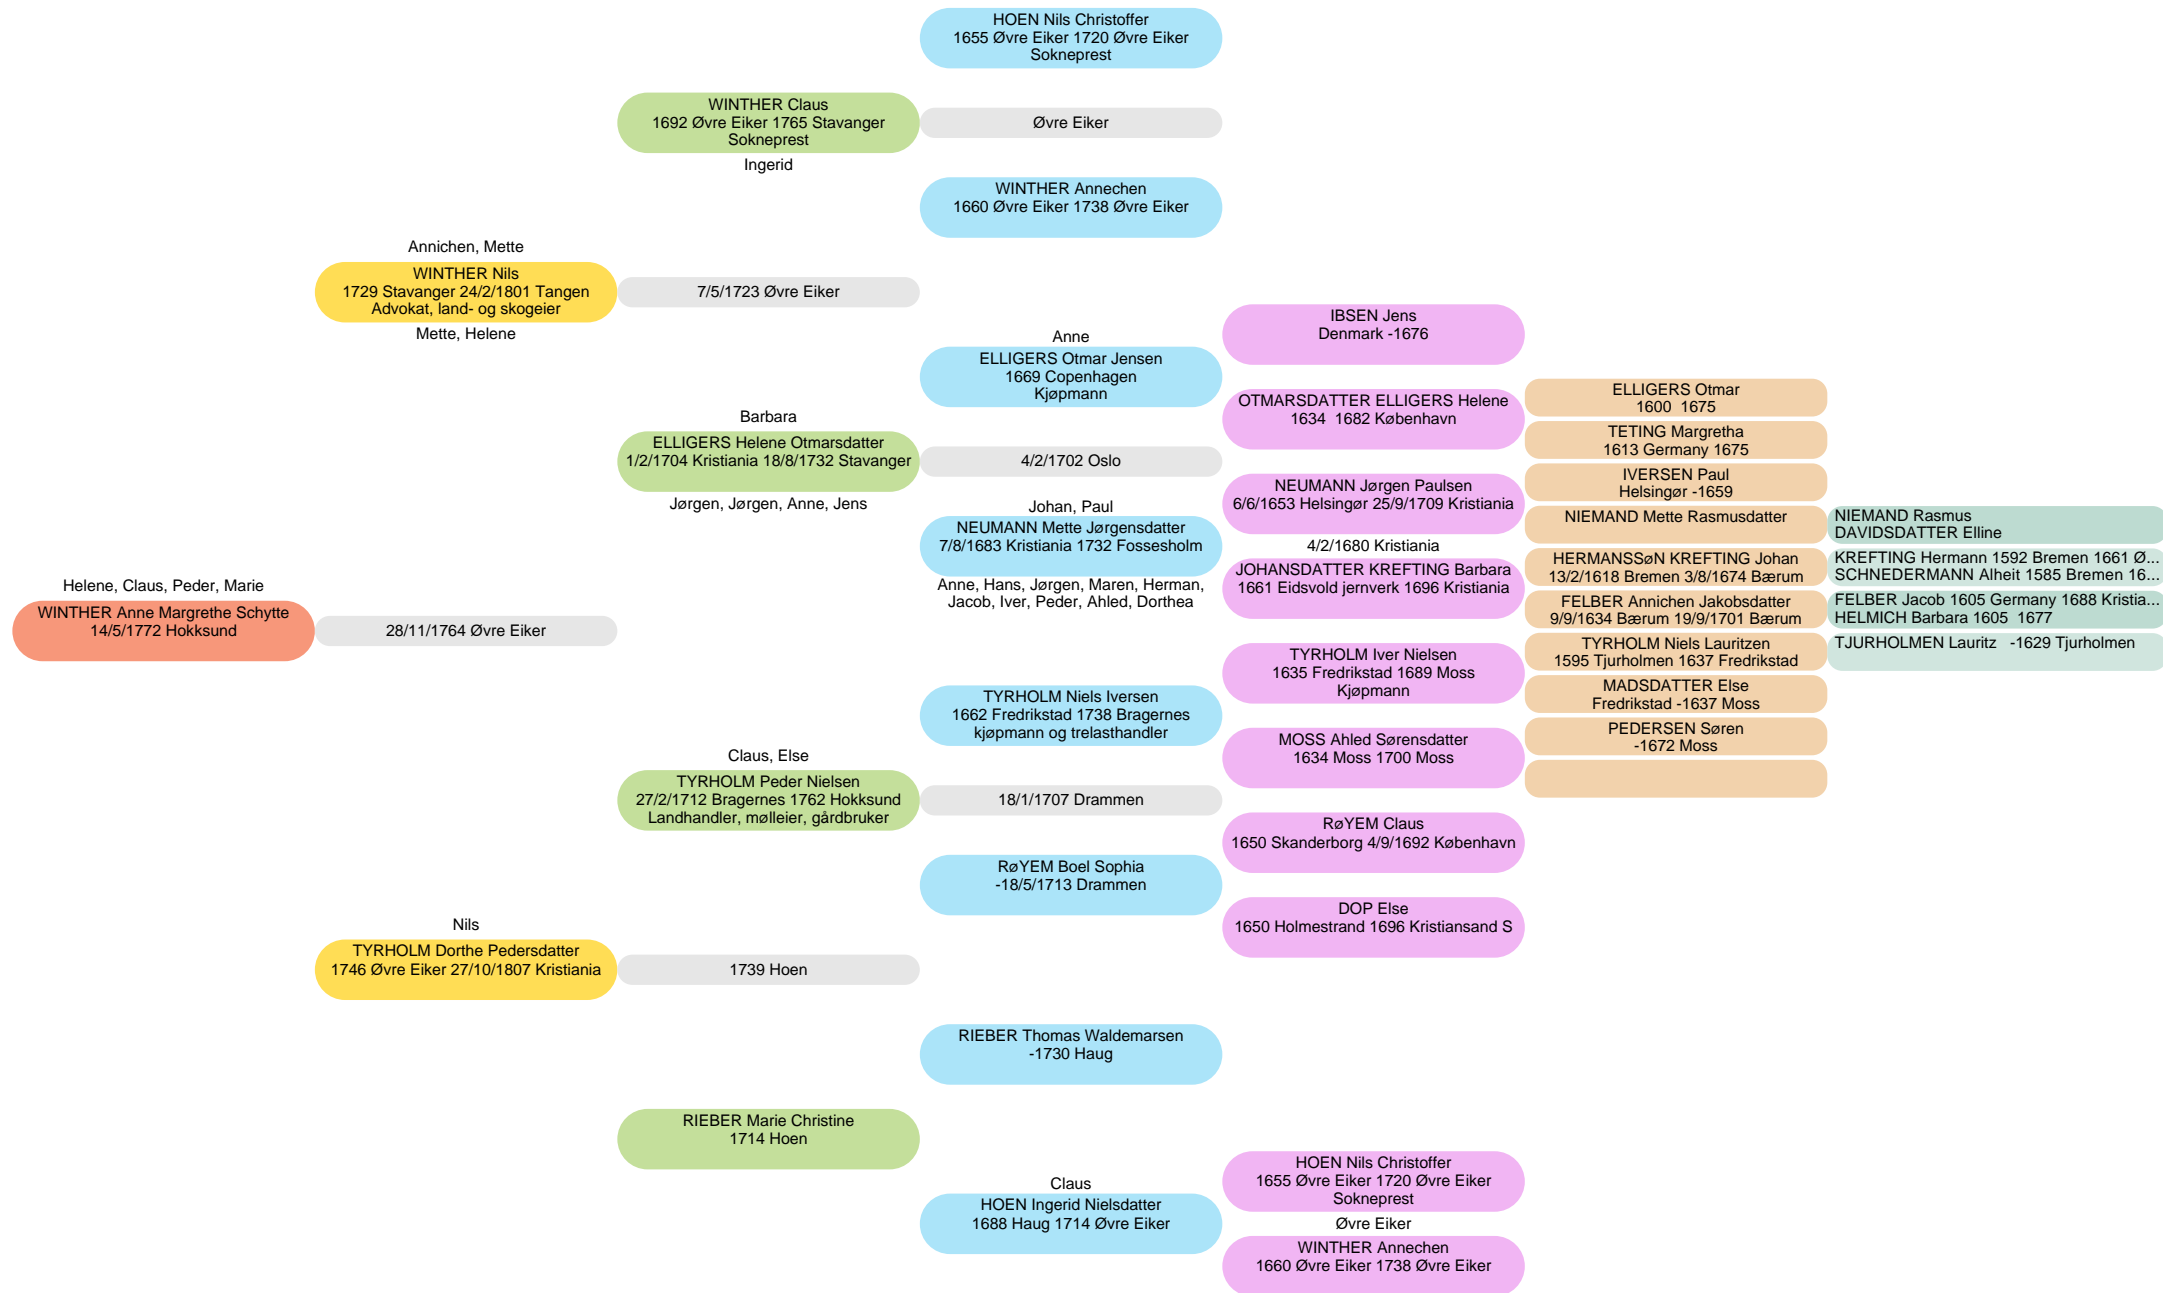 HOEN Nils Christoffer
1655 Øvre Eiker 1720 Øvre Eiker
Sokneprest
WINTHER Claus
1692 Øvre Eiker 1765 Stavanger
Sokneprest
Øvre Eiker
Ingerid
WINTHER Annechen
1660 Øvre Eiker 1738 Øvre Eiker
Annichen, Mette
WINTHER Nils
1729 Stavanger 24/2/1801 Tangen
Advokat, land- og skogeier
7/5/1723 Øvre Eiker
Mette, Helene
IBSEN Jens
Denmark -1676
Anne
ELLIGERS Otmar Jensen
1669 Copenhagen
Kjøpmann
OTMARSDATTER ELLIGERS Helene
1634  1682 København
ELLIGERS Otmar
1600  1675
TETING Margretha
1613 Germany 1675
Barbara
ELLIGERS Helene Otmarsdatter
1/2/1704 Kristiania 18/8/1732 Stavanger
4/2/1702 Oslo
Jørgen, Jørgen, Anne, Jens
NEUMANN Jørgen Paulsen
6/6/1653 Helsingør 25/9/1709 Kristiania
IVERSEN Paul
Helsingør -1659
NIEMAND Mette Rasmusdatter
NIEMAND Rasmus
DAVIDSDATTER Elline
Johan, Paul
NEUMANN Mette Jørgensdatter
7/8/1683 Kristiania 1732 Fossesholm
4/2/1680 Kristiania
Anne, Hans, Jørgen, Maren, Herman,
Jacob, Iver, Peder, Ahled, Dorthea
JOHANSDATTER KREFTING Barbara
1661 Eidsvold jernverk 1696 Kristiania
HERMANSSøN KREFTING Johan
13/2/1618 Bremen 3/8/1674 Bærum
KREFTING Hermann 1592 Bremen 1661 Ø...
SCHNEDERMANN Alheit 1585 Bremen 16...
FELBER Annichen Jakobsdatter
9/9/1634 Bærum 19/9/1701 Bærum
FELBER Jacob 1605 Germany 1688 Kristia...
HELMICH Barbara 1605  1677
Helene, Claus, Peder, Marie
WINTHER Anne Margrethe Schytte
14/5/1772 Hokksund
28/11/1764 Øvre Eiker
TYRHOLM Iver Nielsen
1635 Fredrikstad 1689 Moss
Kjøpmann
TYRHOLM Niels Lauritzen
1595 Tjurholmen 1637 Fredrikstad
TJURHOLMEN Lauritz   -1629 Tjurholmen
MADSDATTER Else
Fredrikstad -1637 Moss
TYRHOLM Niels Iversen
1662 Fredrikstad 1738 Bragernes
kjøpmann og trelasthandler
MOSS Ahled Sørensdatter
1634 Moss 1700 Moss
PEDERSEN Søren
-1672 Moss
Claus, Else
TYRHOLM Peder Nielsen
27/2/1712 Bragernes 1762 Hokksund
Landhandler, mølleier, gårdbruker
18/1/1707 Drammen
RøYEM Claus
1650 Skanderborg 4/9/1692 København
RøYEM Boel Sophia
-18/5/1713 Drammen
DOP Else
1650 Holmestrand 1696 Kristiansand S
Nils
TYRHOLM Dorthe Pedersdatter
1746 Øvre Eiker 27/10/1807 Kristiania
1739 Hoen
RIEBER Thomas Waldemarsen
-1730 Haug
RIEBER Marie Christine
1714 Hoen
Claus
HOEN Ingerid Nielsdatter
1688 Haug 1714 Øvre Eiker
HOEN Nils Christoffer
1655 Øvre Eiker 1720 Øvre Eiker
Sokneprest
Øvre Eiker
WINTHER Annechen
1660 Øvre Eiker 1738 Øvre Eiker